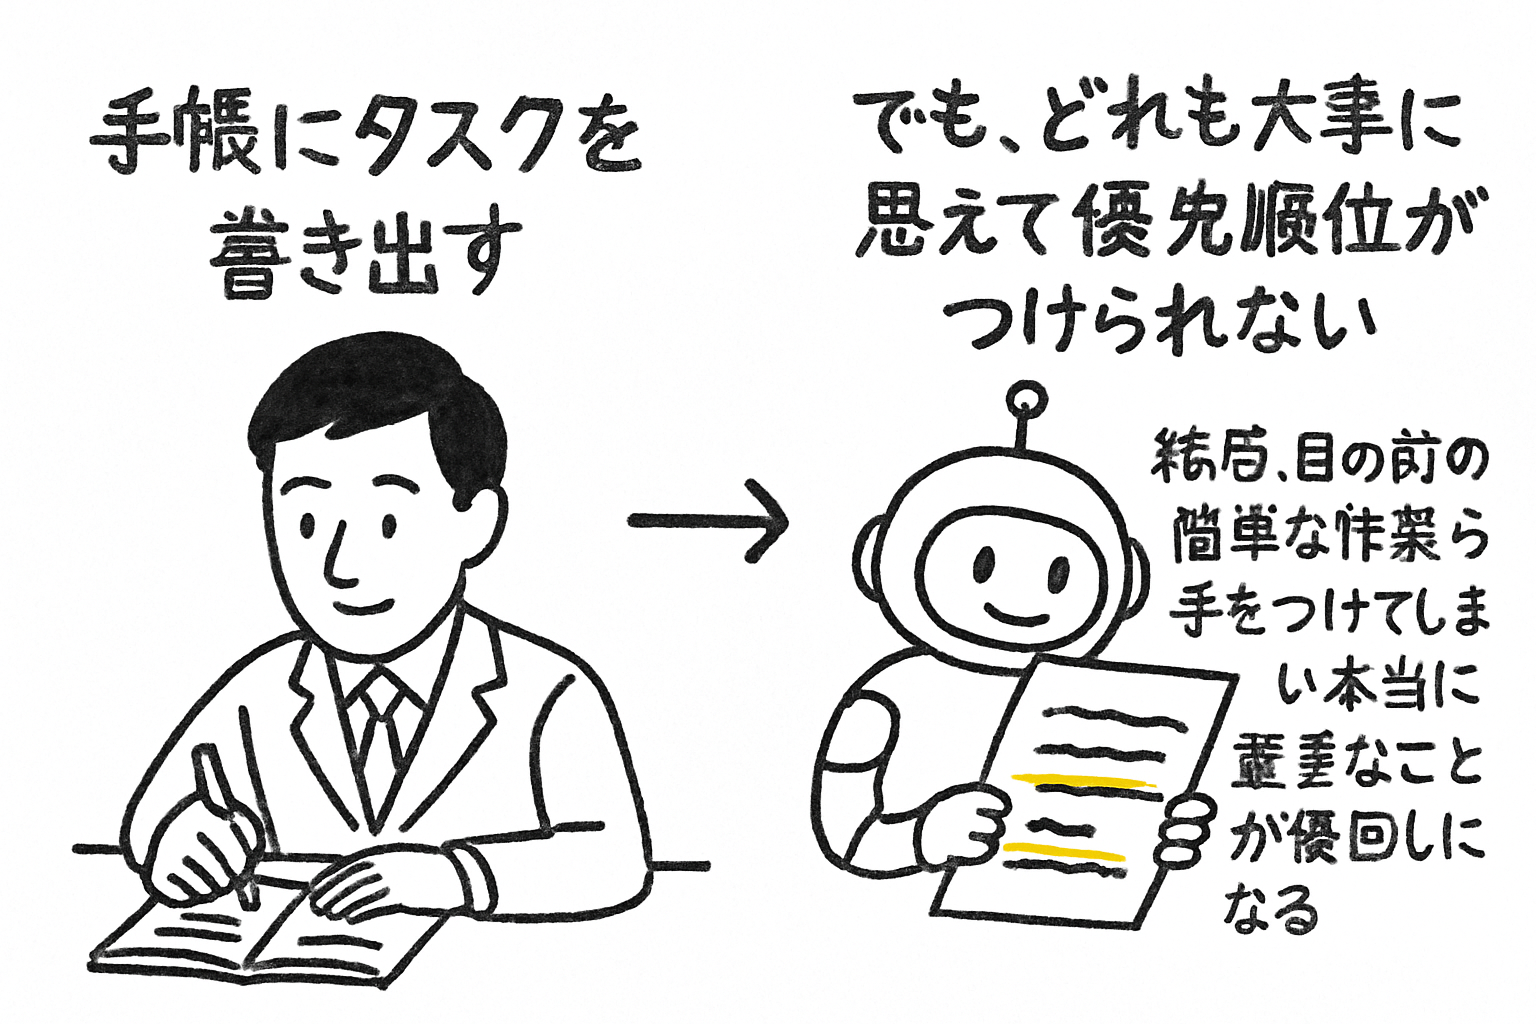 手帳にタスクを
書き出す
でも、どれも大事に
思えて優先順位が
つけられない
結局、目の前の
簡単な作業ら
手をつけてしま
い本当に
重なこと
が優回しに
なる